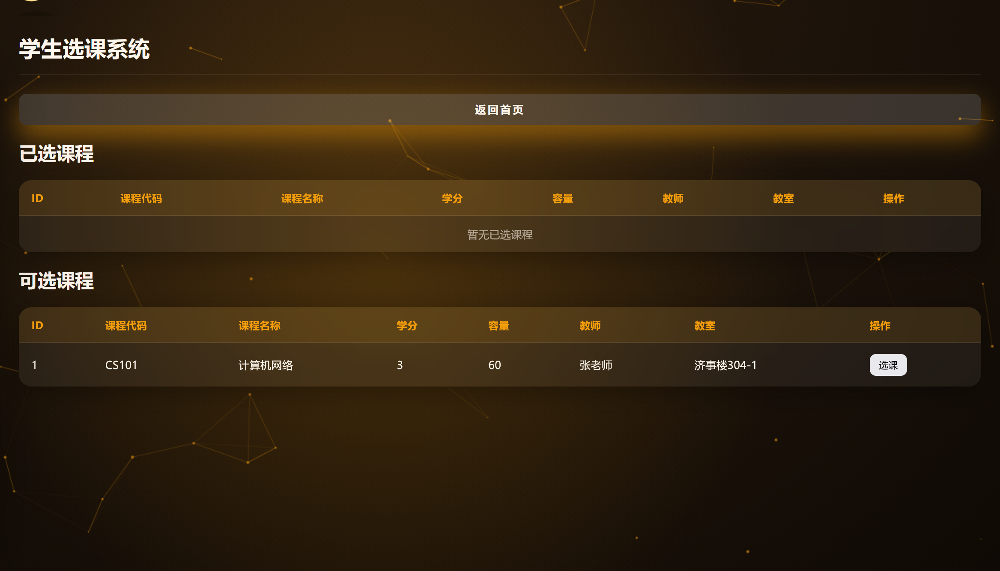 学生选课系统
返回首页
已选课程
ID 课程代码 课程名称 学分 容量 教师 教室 操作
暂无已选课程
可选课程
ID 课程代码 课程名称 学分 容量 教师 教室 操作
1 CS101 计算机网络 3 60 张老师 济事楼304-1 选课